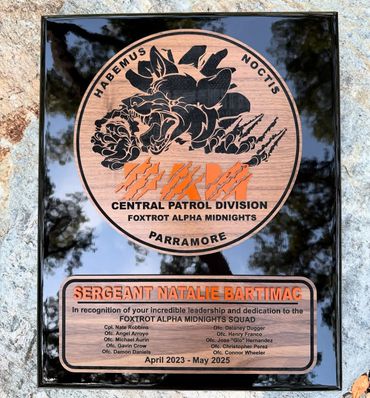 HABEMUS NOCTIS
CENTRAL PATROL DIVISION
FOXTROT ALPHA MIDNIGHTS
PARRAMORE
SERGEANT NATALIE BARTIMAC
In recognition of your incredible leadership and dedication to the
FOXTROT ALPHA MIDNIGHTS SQUAD
Cpl. Nate Robbins
Ofc. Angel Arroyo
Ofc. Michael Aurin
Ofc. Gavin Crow
Ofc. Damon Daniels
Ofc. Delaney Dugger
Ofc. Henry Franco
Ofc. Jose "Glo" Hernandez
Ofc. Christopher Perez
Ofc. Connor Wheeler
April 2023 - May 2025